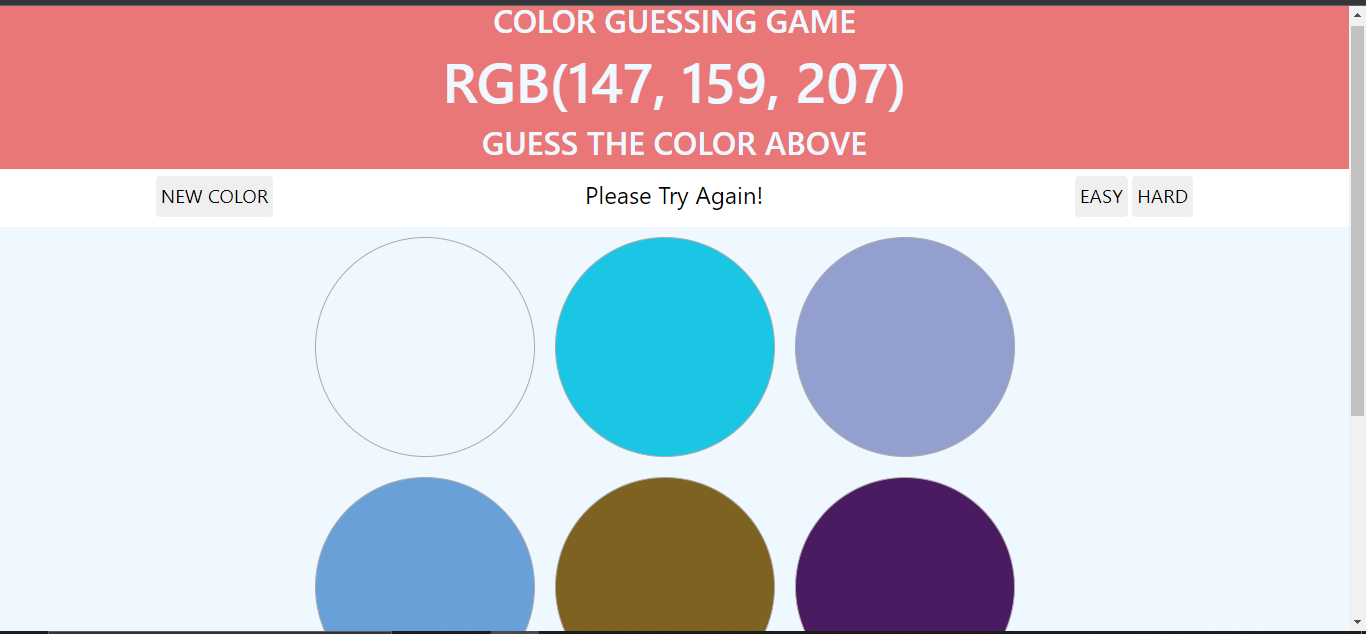 COLOR GUESSING GAME
RGB(147, 159, 207)
GUESS THE COLOR ABOVE
NEW COLOR Please Try Again! EASY HARD